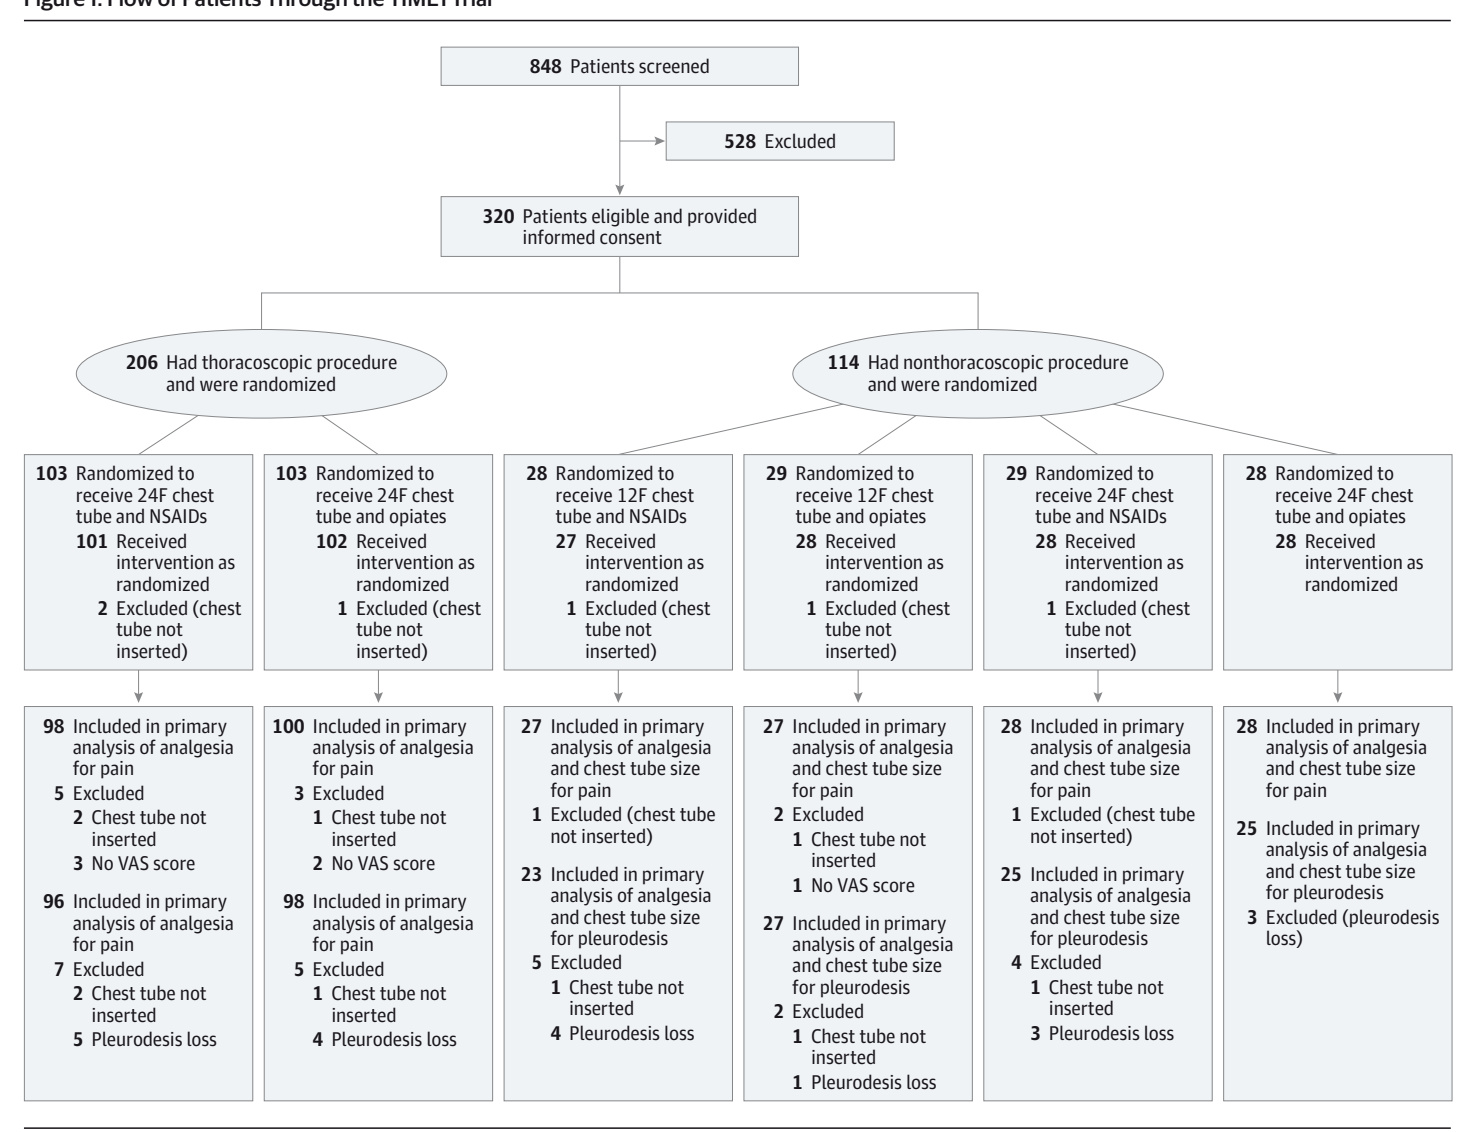 Figure 1. Flow of Patients Through the TIME1 Trial
848 Patients screened
528 Excluded
320 Patients eligible and provided
informed consent
206 Had thoracoscopic procedure
and were randomized
114 Had nonthoracoscopic procedure
and were randomized
103 Randomized to
receive 24F chest
tube and NSAIDs
101 Received
intervention as
randomized
2 Excluded (chest
tube not
inserted)
103 Randomized to
receive 24F chest
tube and opiates
102 Received
intervention as
randomized
1 Excluded (chest
tube not
inserted)
28 Randomized to
receive 12F chest
tube and NSAIDs
27 Received
intervention as
randomized
1 Excluded (chest
tube not
inserted)
29 Randomized to
receive 12F chest
tube and opiates
28 Received
intervention as
randomized
1 Excluded (chest
tube not
inserted)
29 Randomized to
receive 24F chest
tube and NSAIDs
28 Received
intervention as
randomized
1 Excluded (chest
tube not
inserted)
28 Randomized to
receive 24F chest
tube and opiates
28 Received
intervention as
randomized
98 Included in primary
analysis of analgesia
for pain
5 Excluded
2 Chest tube not
inserted
3 No VAS score
96 Included in primary
analysis of analgesia
for pain
7 Excluded
2 Chest tube not
inserted
5 Pleurodesis loss
100 Included in primary
analysis of analgesia
for pain
3 Excluded
1 Chest tube not
inserted
2 No VAS score
98 Included in primary
analysis of analgesia
for pain
5 Excluded
1 Chest tube not
inserted
4 Pleurodesis loss
27 Included in primary
analysis of analgesia
and chest tube size
for pain
1 Excluded (chest tube
not inserted)
23 Included in primary
analysis of analgesia
and chest tube size
for pleurodesis
5 Excluded
1 Chest tube not
inserted
4 Pleurodesis loss
27 Included in primary
analysis of analgesia
and chest tube size
for pain
2 Excluded
1 Chest tube not
inserted
1 No VAS score
27 Included in primary
analysis of analgesia
and chest tube size
for pleurodesis
2 Excluded
1 Chest tube not
inserted
1 Pleurodesis loss
28 Included in primary
analysis of analgesia
and chest tube size
for pain
1 Excluded (chest tube
not inserted)
25 Included in primary
analysis of analgesia
and chest tube size
for pleurodesis
4 Excluded
1 Chest tube not
inserted
3 Pleurodesis loss
28 Included in primary
analysis of analgesia
and chest tube size
for pain
25 Included in primary
analysis of analgesia
and chest tube size
for pleurodesis
3 Excluded (pleurodesis
loss)